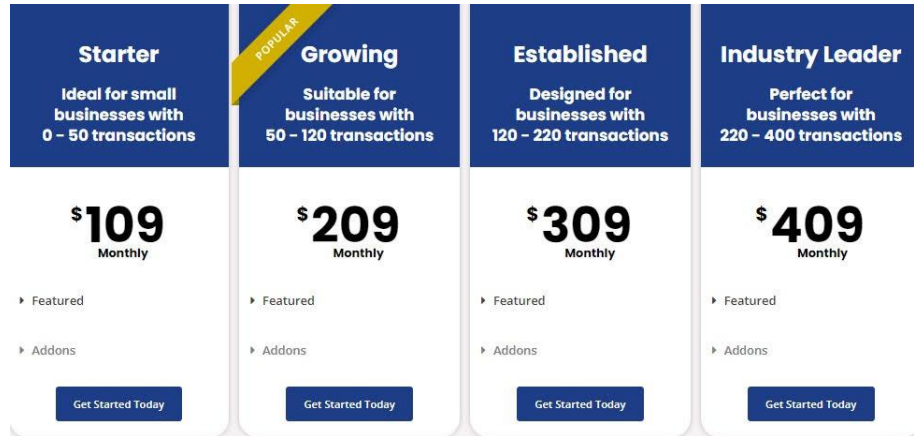 Starter
Ideal for small
businesses with
0 – 50 transactions
$109
Monthly
Featured
Addons
Get Started Today
POPULAR
Growing
Suitable for
businesses with
50 – 120 transactions
$209
Monthly
Featured
Addons
Get Started Today
Established
Designed for
businesses with
120 – 220 transactions
$309
Monthly
Featured
Addons
Get Started Today
Industry Leader
Perfect for
businesses with
220 – 400 transactions
$409
Monthly
Featured
Addons
Get Started Today